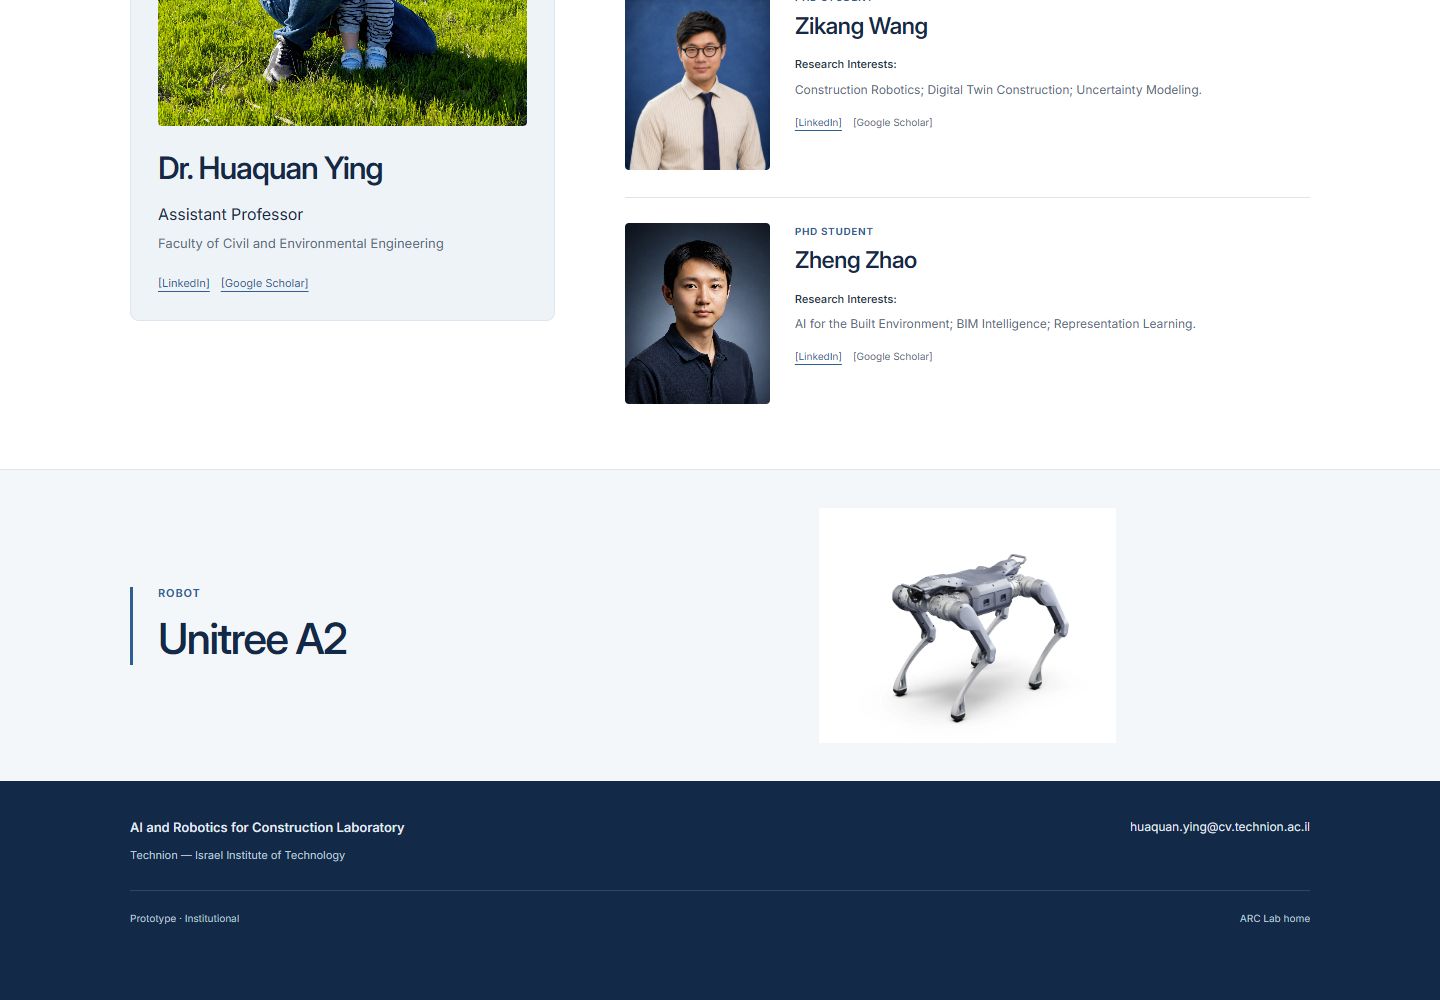 Dr. Huaquan Ying
Assistant Professor
Faculty of Civil and Environmental Engineering
[LinkedIn] [Google Scholar]
Zikang Wang
Research Interests:
Construction Robotics; Digital Twin Construction; Uncertainty Modeling.
[LinkedIn] [Google Scholar]
PHD STUDENT
Zheng Zhao
Research Interests:
AI for the Built Environment; BIM Intelligence; Representation Learning.
[LinkedIn] [Google Scholar]
ROBOT
Unitree A2
AI and Robotics for Construction Laboratory
huaquan.ying@cv.technion.ac.il
Technion — Israel Institute of Technology
Prototype · Institutional
ARC Lab home